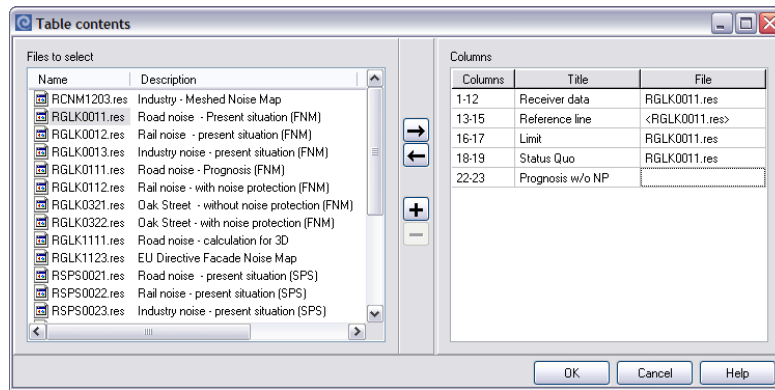 Table contents
Files to select
Name Description
RCNM1203.res Industry - Meshed Noise Map
RGLK0011.res Road noise - Present situation (FNM)
RGLK0012.res Rail noise - present situation (FNM)
RGLK0013.res Industry noise - present situation (FNM)
RGLK0111.res Road noise - Prognosis (FNM)
RGLK0112.res Rail noise - with noise protection (FNM)
RGLK0321.res Oak Street - without noise protection (FNM)
RGLK0322.res Oak Street - with noise protection (FNM)
RGLK1111.res Road noise - calculation for 3D
RGLK1123.res EU Directive Facade Noise Map
RSPS0021.res Road noise - present situation (SPS)
RSPS0022.res Rail noise - present situation (SPS)
RSPS0023.res Industry noise - present situation (SPS)
Columns
Columns Title File
1-12 Receiver data RGLK0011.res
13-15 Reference line <RGLK0011.res>
16-17 Limit RGLK0011.res
18-19 Status Quo RGLK0011.res
22-23 Prognosis w/o NP
OK Cancel Help